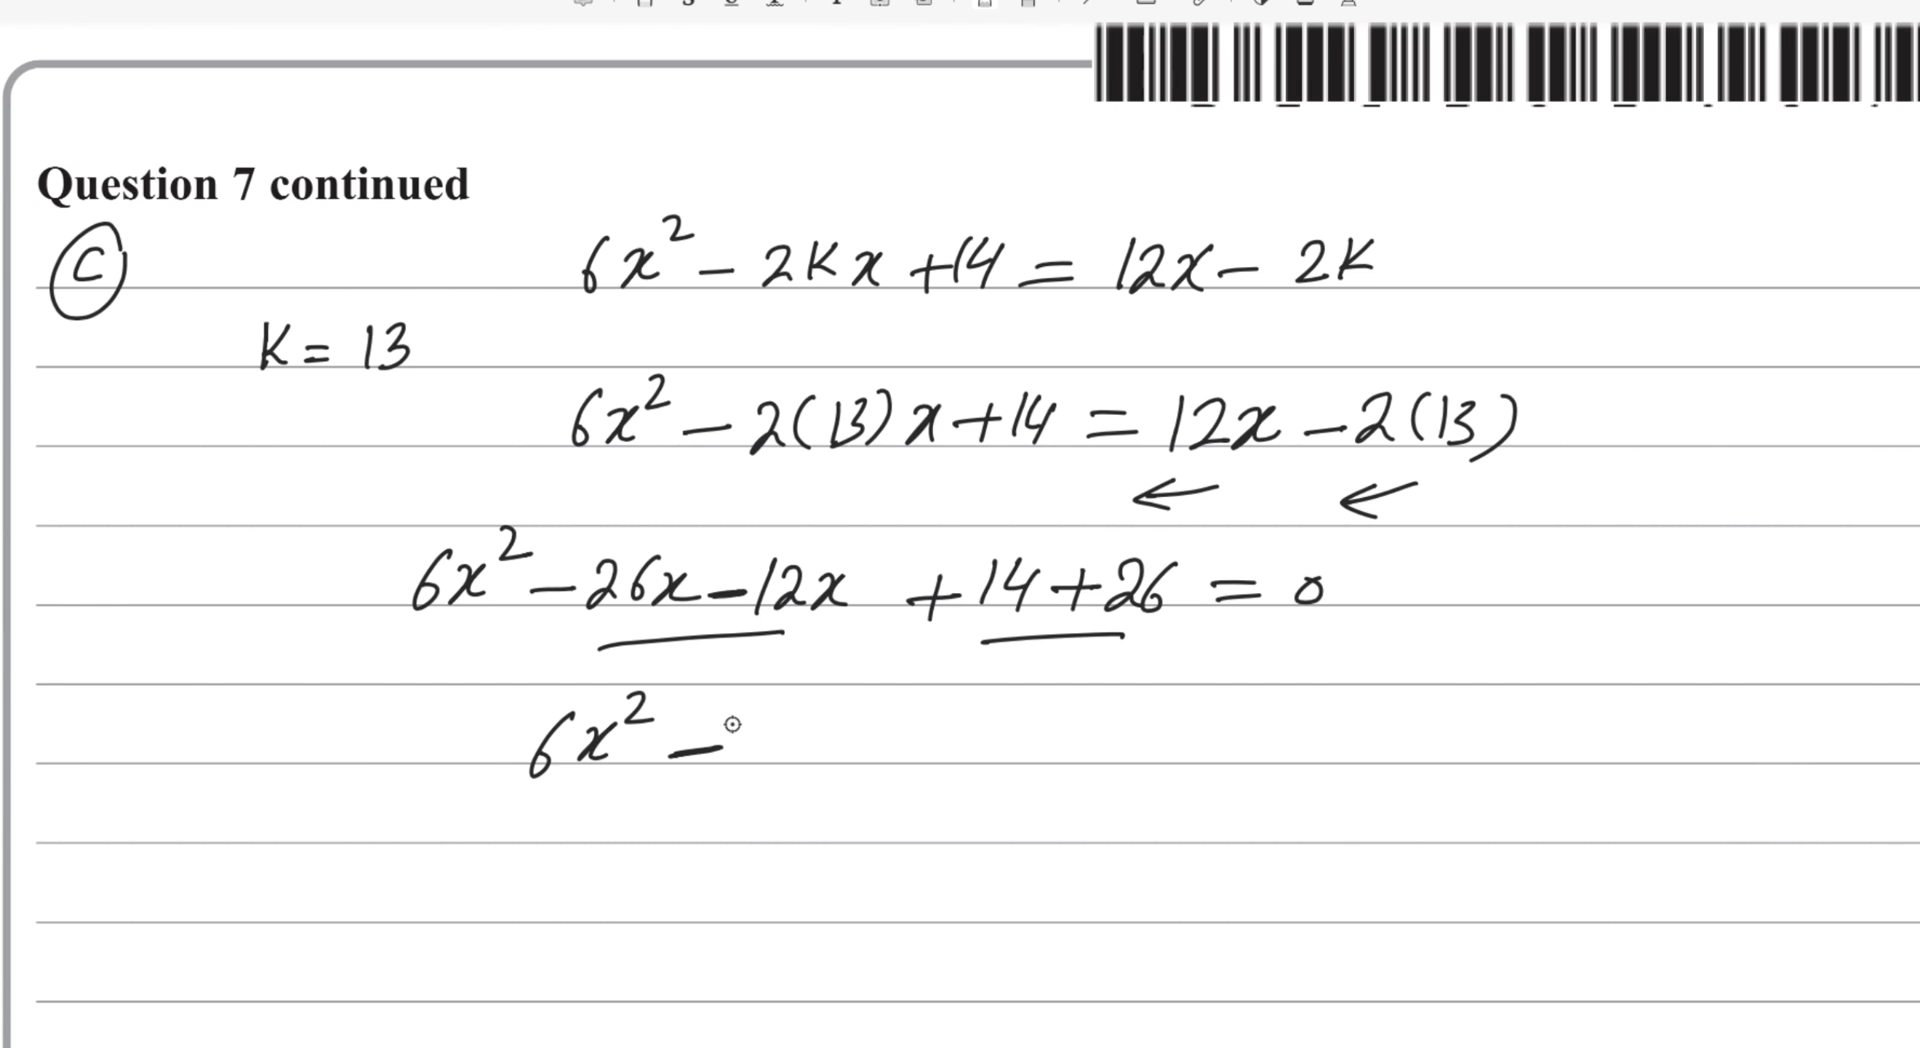 Question 7 continued
C
6x² - 2Kx + 14 = 12x - 2K
K = 13
6x² - 2(13)x + 14 = 12x - 2(13)
6x² - 26x - 12x + 14 + 26 = 0
6x² -